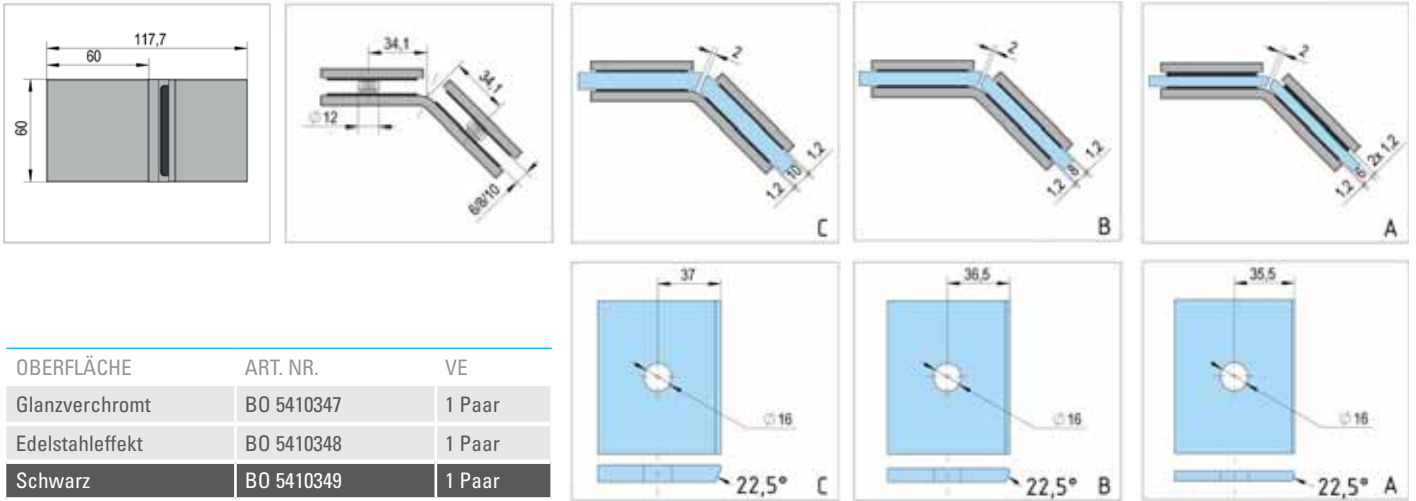 117,7
60
60
34,1
34,1
∅12
6/8/10
2
1,2 10 1,2
C
2
1,2 8 1,2
B
2
1,2 6 2x 1,2
A
37
∅16
22,5° C
36,5
∅16
22,5° B
35,5
∅16
22,5° A
OBERFLÄCHE ART. NR. VE
Glanzverchromt BO 5410347 1 Paar
Edelstahleffekt BO 5410348 1 Paar
Schwarz BO 5410349 1 Paar